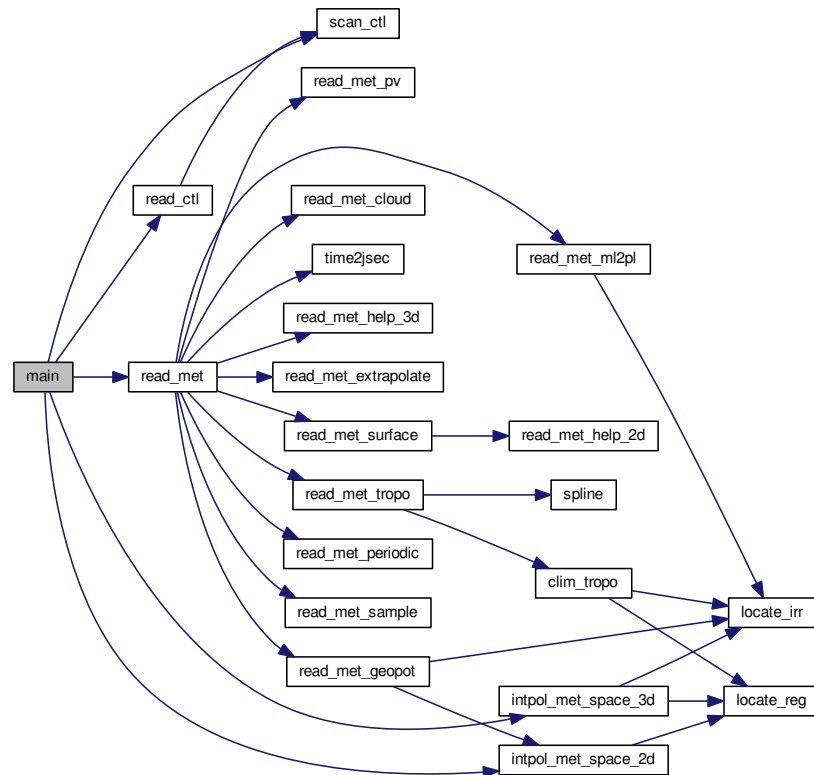 scan_ctl
read_met_pv
read_ctl
read_met_cloud
time2jsec
read_met_ml2pl
read_met_help_3d
main
read_met
read_met_extrapolate
read_met_surface
read_met_help_2d
read_met_tropo
spline
read_met_periodic
clim_tropo
read_met_sample
locate_irr
read_met_geopot
intpol_met_space_3d
locate_reg
intpol_met_space_2d